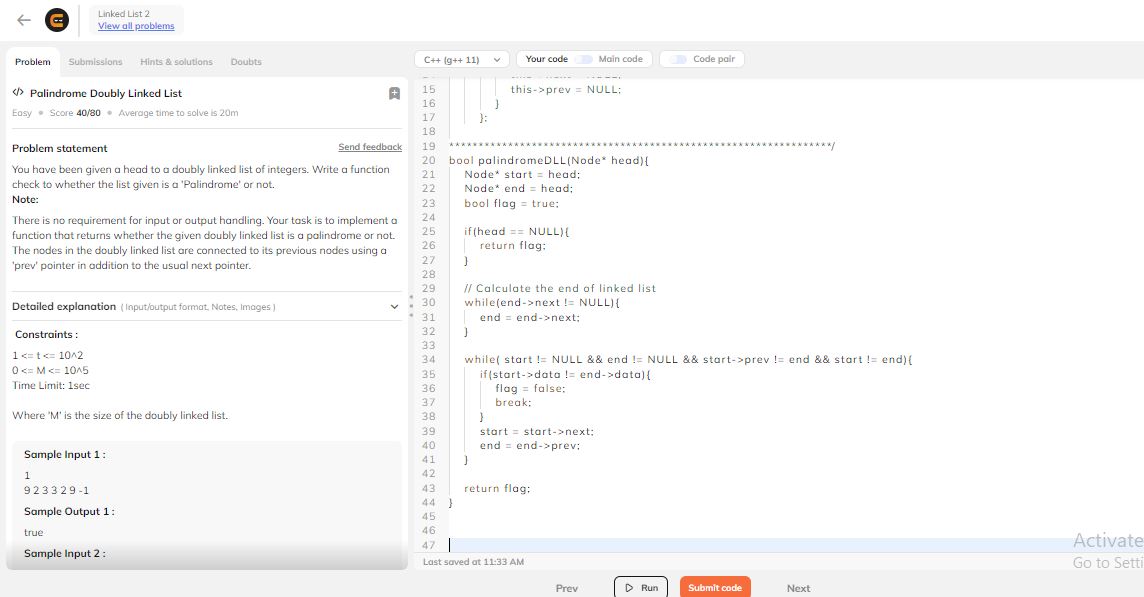 Linked List 2
View all problems
Problem Submissions Hints & solutions Doubts
</> Palindrome Doubly Linked List
Easy Score 40/80 Average time to solve is 20m
Problem statement Send feedback
You have been given a head to a doubly linked list of integers. Write a function
check to whether the list given is a 'Palindrome' or not.
Note:
There is no requirement for input or output handling. Your task is to implement a
function that returns whether the given doubly linked list is a palindrome or not.
The nodes in the doubly linked list are connected to its previous nodes using a
'prev' pointer in addition to the usual next pointer.
Detailed explanation ( Input/output format, Notes, Images )
Constraints :
1 <= t <= 10^2
0 <= M <= 10^5
Time Limit: 1sec
Where 'M' is the size of the doubly linked list.
Sample Input 1 :
1
9 2 3 3 2 9 -1
Sample Output 1 :
true
Sample Input 2 :
C++ (g++ 11) Your code Main code Code pair
15 this->prev = NULL;
16 }
17 };
18
19 *****************************************************************/
20 bool palindromeDLL(Node* head){
21 Node* start = head;
22 Node* end = head;
23 bool flag = true;
24
25 if(head == NULL){
26 return flag;
27 }
28
29 // Calculate the end of linked list
30 while(end->next != NULL){
31 end = end->next;
32 }
33
34 while( start != NULL && end != NULL && start->prev != end && start != end){
35 if(start->data != end->data){
36 flag = false;
37 break;
38 }
39 start = start->next;
40 end = end->prev;
41 }
42
43 return flag;
44 }
45
46
47
Last saved at 11:33 AM
Activate
Go to Setti
Prev Run Submit code Next